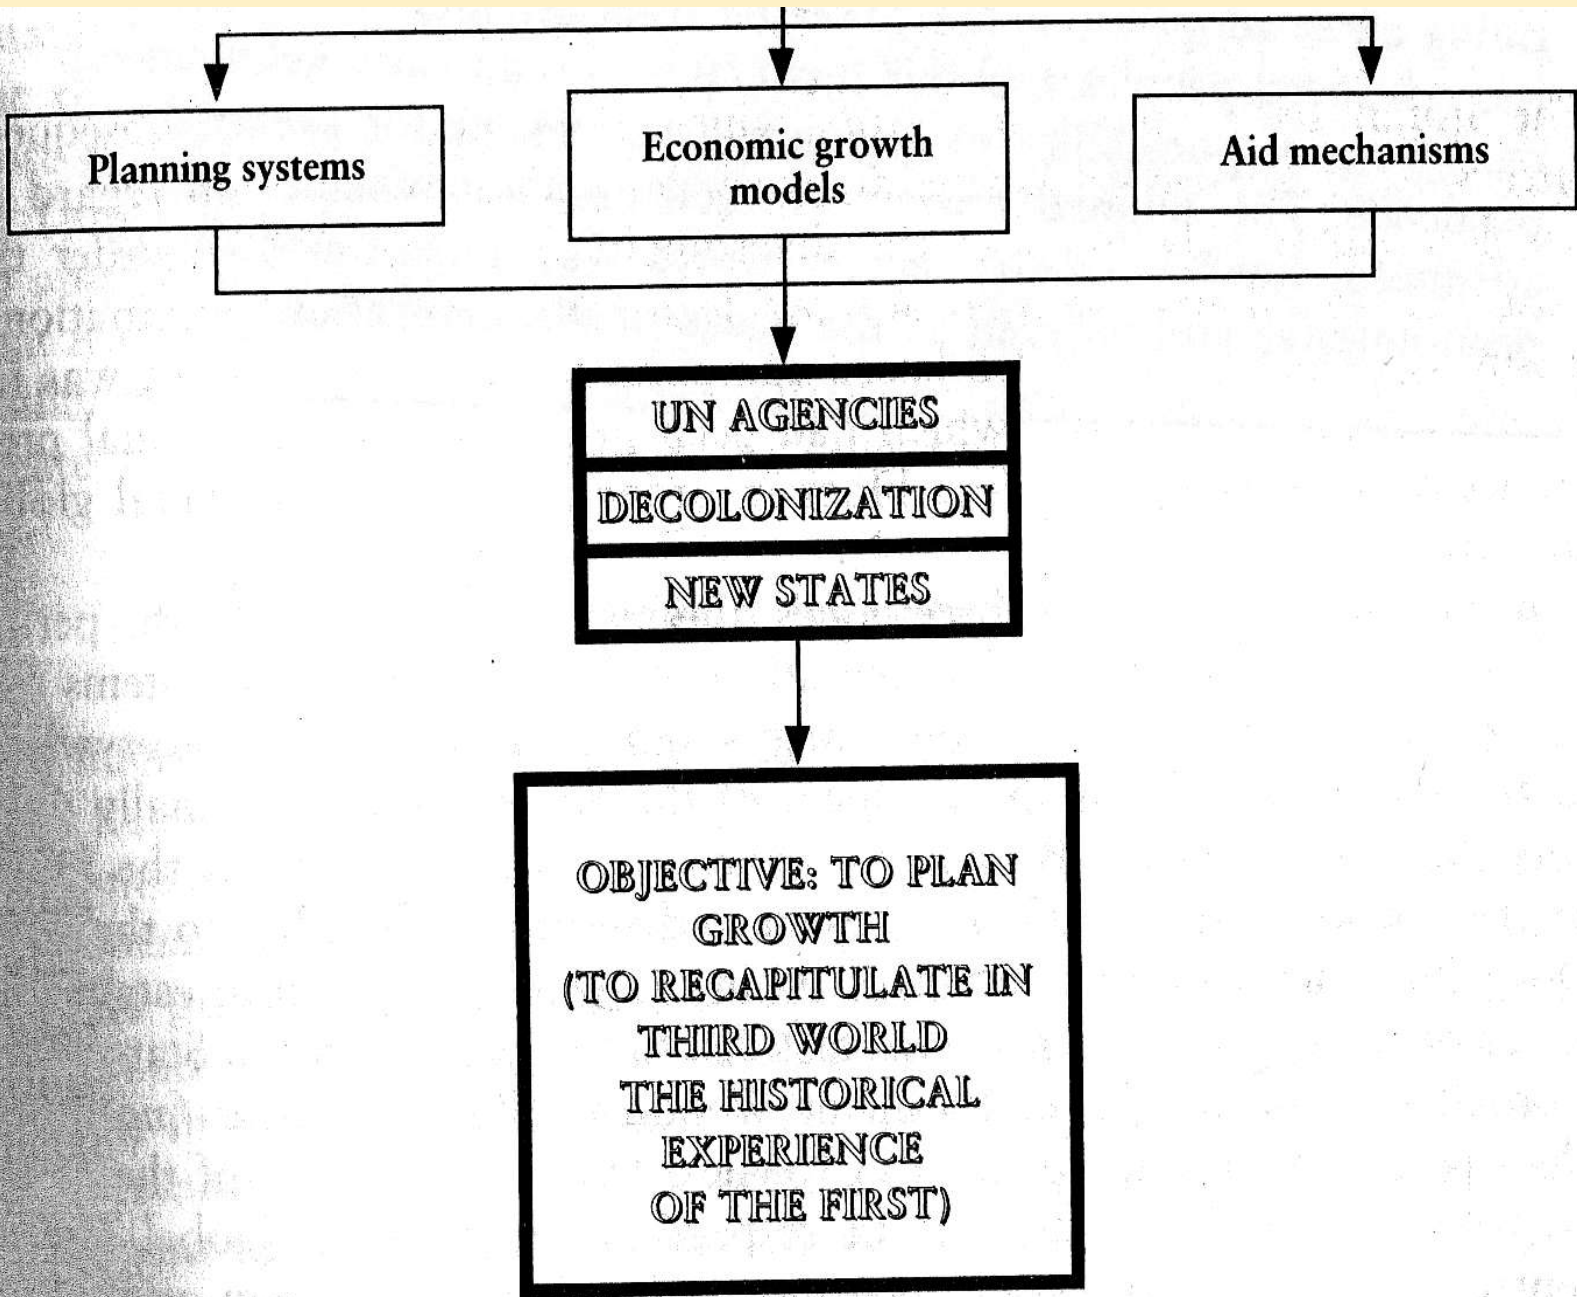 Planning systems
Economic growth
models
Aid mechanisms
UN AGENCIES
DECOLONIZATION
NEW STATES
OBJECTIVE: TO PLAN
GROWTH
(TO RECAPITULATE IN
THIRD WORLD
THE HISTORICAL
EXPERIENCE
OF THE FIRST)